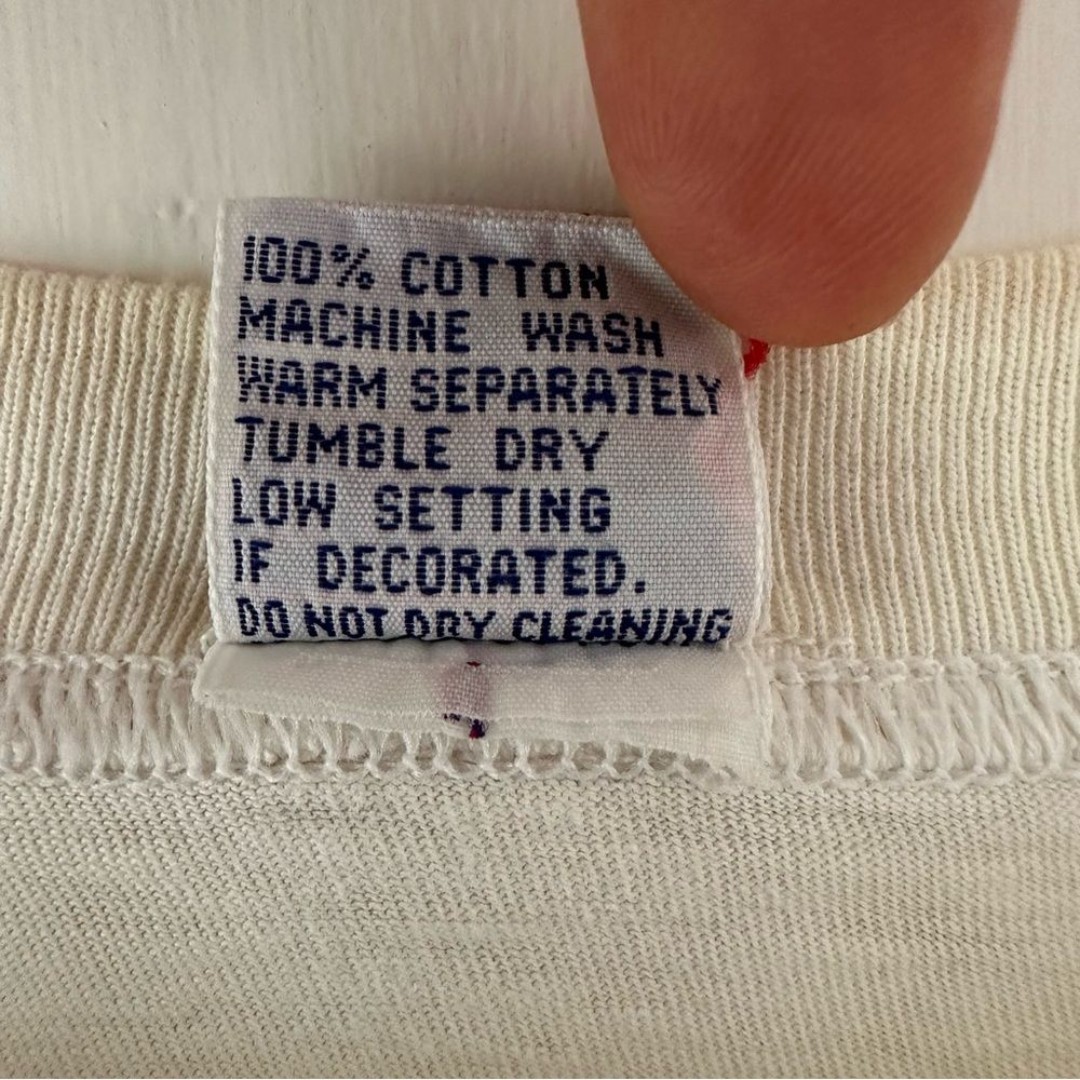 100% COTTON
MACHINE WASH
WARM SEPARATELY
TUMBLE DRY
LOW SETTING
IF DECORATED.
DO NOT DRY CLEANING